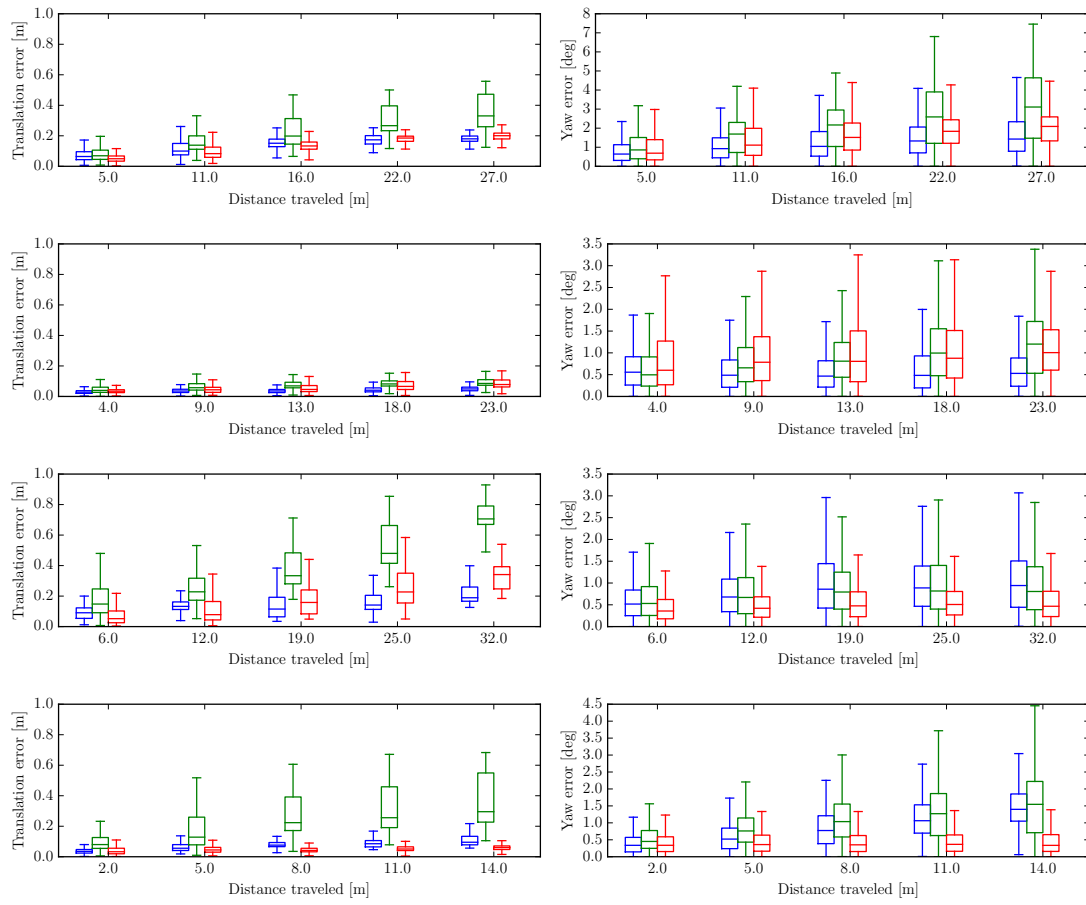 Translation error [m]
1.0
0.8
0.6
0.4
0.2
0.0
5.0 11.0 16.0 22.0 27.0
Distance traveled [m]
Yaw error [deg]
8
7
6
5
4
3
2
1
0
5.0 11.0 16.0 22.0 27.0
Distance traveled [m]
Translation error [m]
1.0
0.8
0.6
0.4
0.2
0.0
4.0 9.0 13.0 18.0 23.0
Distance traveled [m]
Yaw error [deg]
3.5
3.0
2.5
2.0
1.5
1.0
0.5
0.0
4.0 9.0 13.0 18.0 23.0
Distance traveled [m]
Translation error [m]
1.0
0.8
0.6
0.4
0.2
0.0
6.0 12.0 19.0 25.0 32.0
Distance traveled [m]
Yaw error [deg]
3.5
3.0
2.5
2.0
1.5
1.0
0.5
0.0
6.0 12.0 19.0 25.0 32.0
Distance traveled [m]
Translation error [m]
1.0
0.8
0.6
0.4
0.2
0.0
2.0 5.0 8.0 11.0 14.0
Distance traveled [m]
Yaw error [deg]
4.5
4.0
3.5
3.0
2.5
2.0
1.5
1.0
0.5
0.0
2.0 5.0 8.0 11.0 14.0
Distance traveled [m]